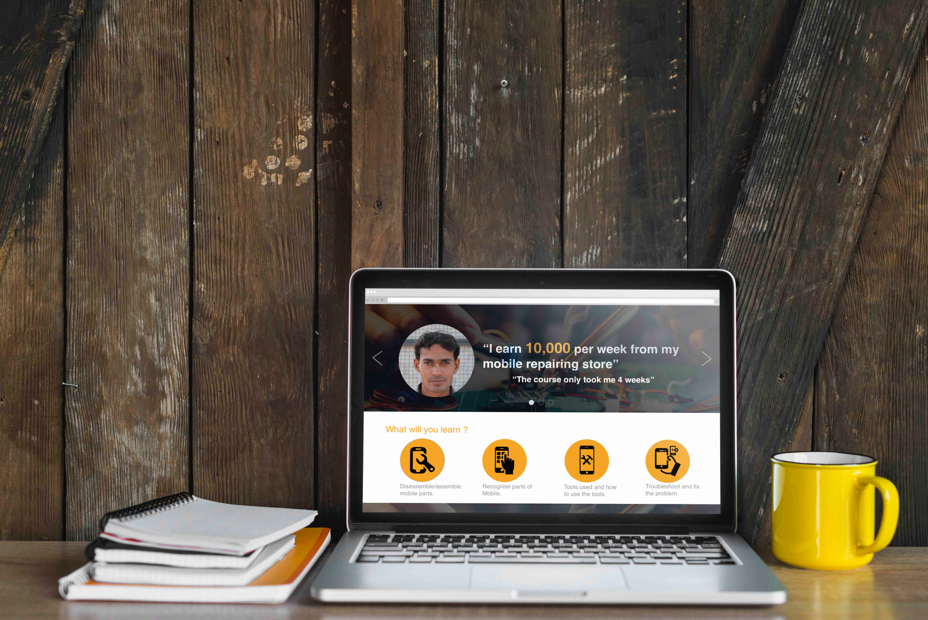 “I earn 10,000 per week from my
mobile repairing store”
“The course only took me 4 weeks”
What will you learn ?
Disassemble/assemble
mobile parts.
Recognise parts of
Mobile.
Tools used and how
to use the tools.
Troubleshoot and fix
the problem.